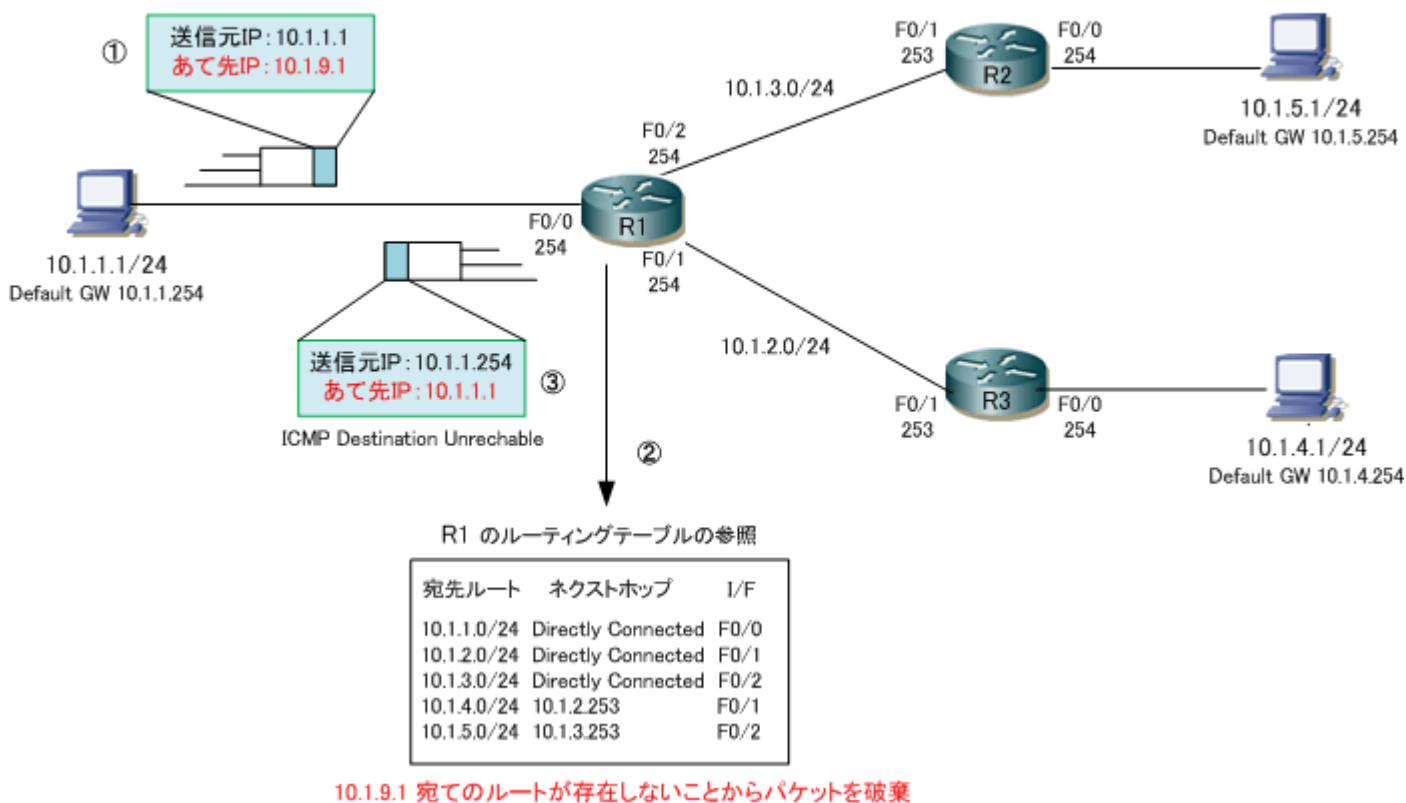 ①
送信元IP：10.1.1.1
あて先IP：10.1.9.1
10.1.1.1/24
Default GW 10.1.1.254
F0/0
254
R1
F0/2
254
F0/1
254
10.1.3.0/24
F0/1
253
R2
F0/0
254
10.1.5.1/24
Default GW 10.1.5.254
10.1.2.0/24
F0/1
253
R3
F0/0
254
10.1.4.1/24
Default GW 10.1.4.254
送信元IP：10.1.1.254
あて先IP：10.1.1.1
③
ICMP Destination Unrechable
②
R1 のルーティングテーブルの参照
宛先ルート ネクストホップ I/F
10.1.1.0/24 Directly Connected F0/0
10.1.2.0/24 Directly Connected F0/1
10.1.3.0/24 Directly Connected F0/2
10.1.4.0/24 10.1.2.253 F0/1
10.1.5.0/24 10.1.3.253 F0/2
10.1.9.1 宛てのルートが存在しないことからパケットを破棄